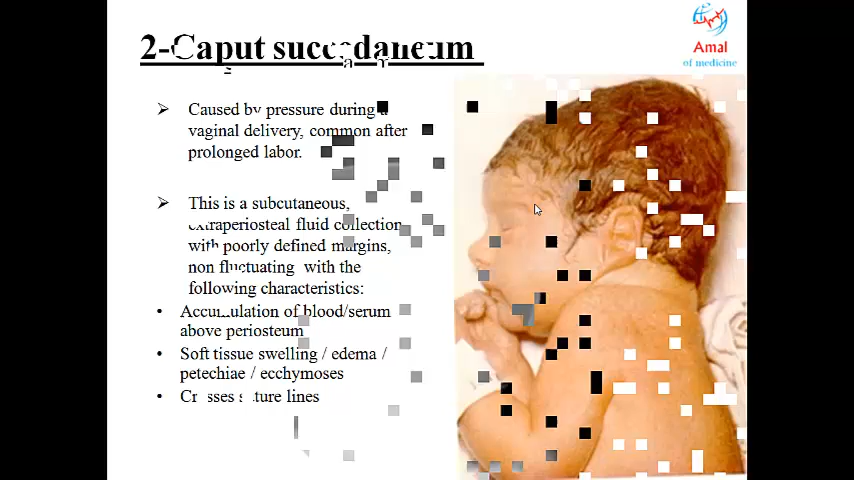 2-Caput succedaneum
Amal
of medicine
➢ Caused by pressure during a
vaginal delivery, common after
prolonged labor.
➢ This is a subcutaneous,
extraperiosteal fluid collection
with poorly defined margins,
non fluctuating with the
following characteristics:
• Accumulation of blood/serum
above periosteum
• Soft tissue swelling / edema /
petechiae / ecchymoses
• Crosses suture lines